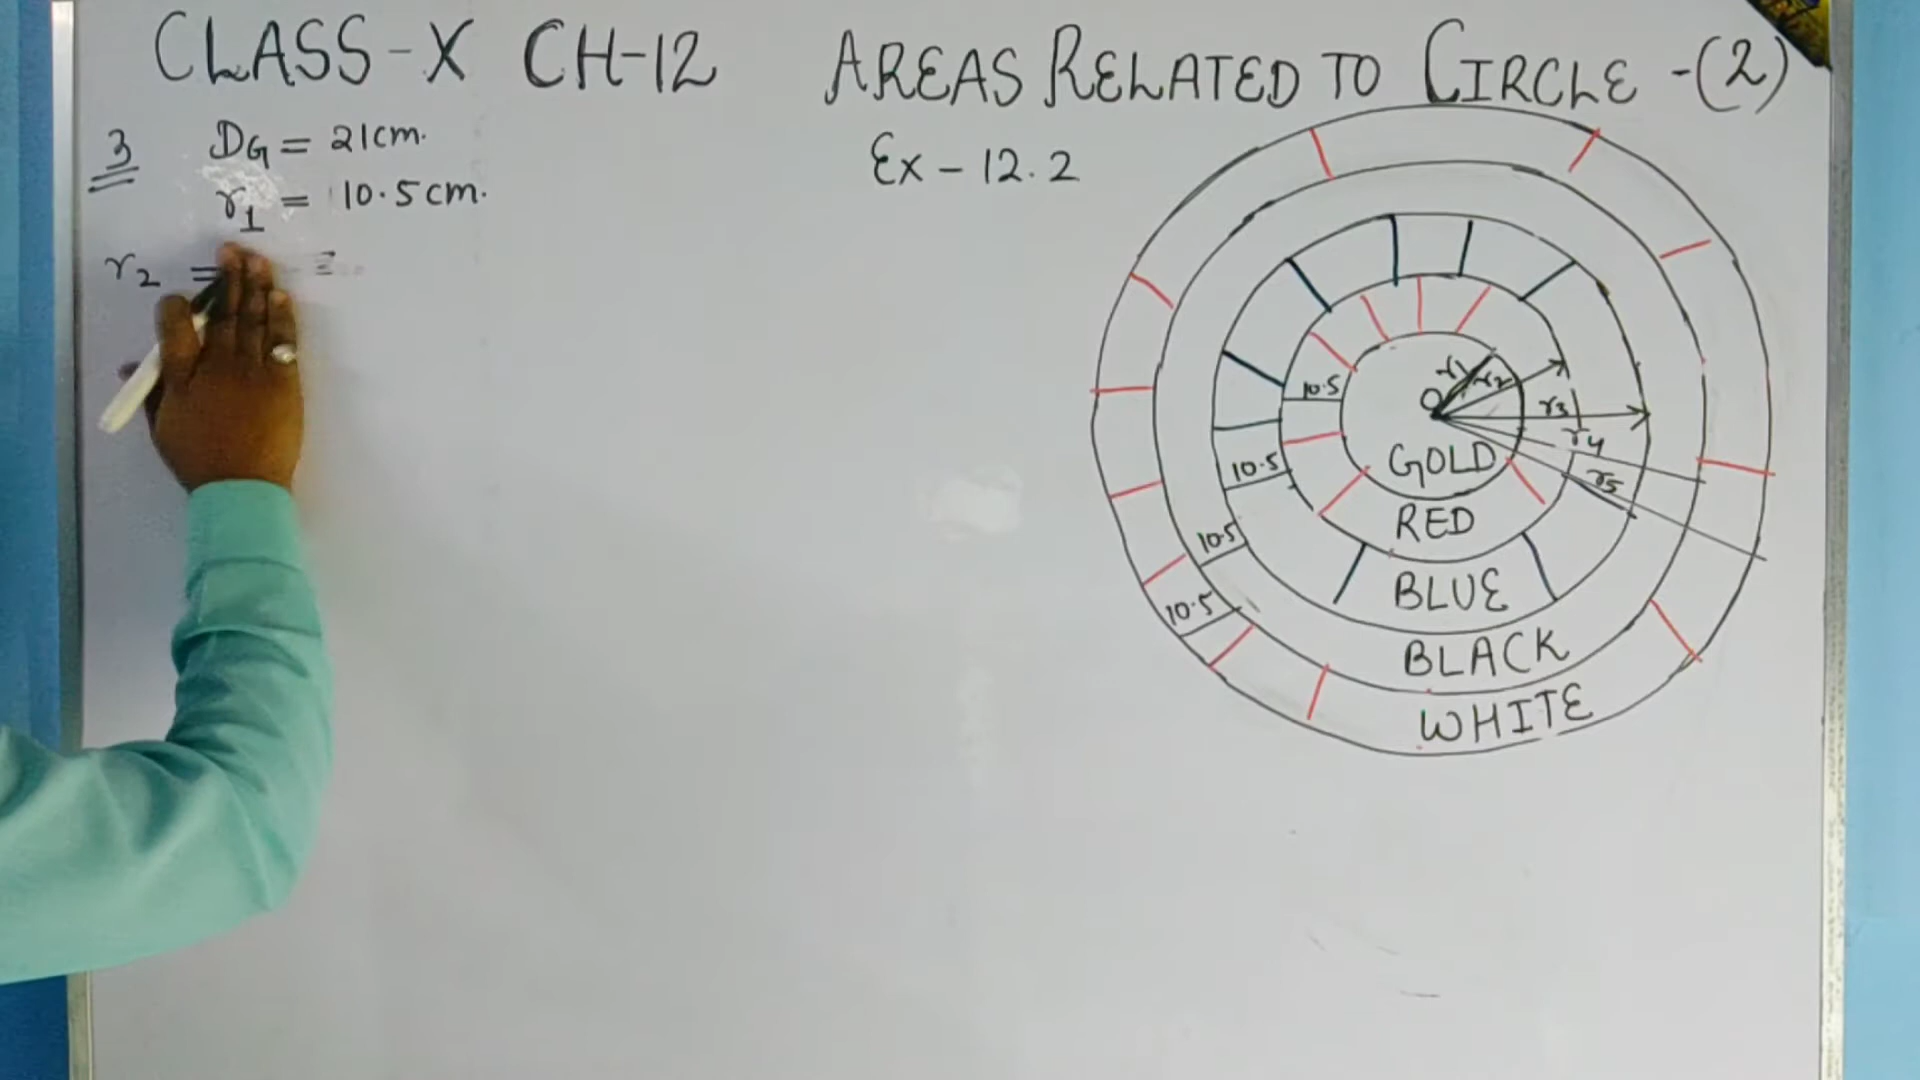 CLASS-X CH-12 AREAS RELATED TO CIRCLE -(2)
3 DG = 21cm.
r1 = 10.5cm.
r2 =
Ex-12.2
r1
r2
O
r3
r4
r5
10.5
10.5
10.5
10.5
GOLD
RED
BLUE
BLACK
WHITE